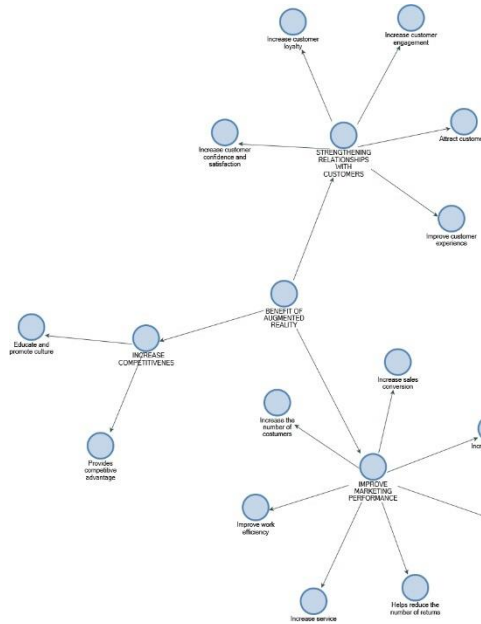 Increase customer
loyalty
Increase customer
engagement
Increase customer
confidence and
satisfaction
STRENGTHENING
RELATIONSHIPS
WITH
CUSTOMERS
Attract custome
Improve customer
experience
BENEFIT OF
AUGMENTED
REALITY
Educate and
promote culture
INCREASE
COMPETITIVENES
Provides
competitive
advantage
Increase sales
conversion
Increase the
number of
costumers
Incre
IMPROVE
MARKETING
PERFORMANCE
Improve work
efficiency
Increase service
Helps reduce the
number of returns